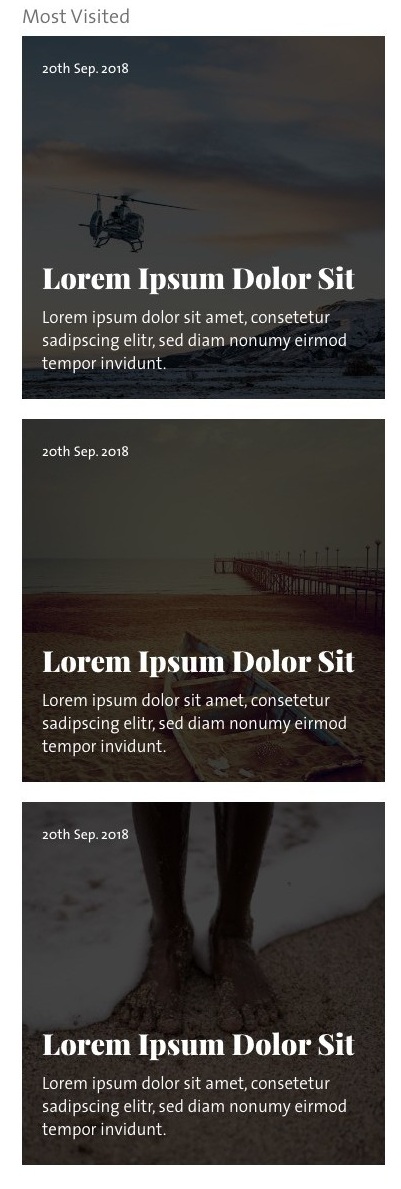 Most Visited
20th Sep. 2018
Lorem Ipsum Dolor Sit
Lorem ipsum dolor sit amet, consetetur
sadipscing elitr, sed diam nonumy eirmod
tempor invidunt.
20th Sep. 2018
Lorem Ipsum Dolor Sit
Lorem ipsum dolor sit amet, consetetur
sadipscing elitr, sed diam nonumy eirmod
tempor invidunt.
20th Sep. 2018
Lorem Ipsum Dolor Sit
Lorem ipsum dolor sit amet, consetetur
sadipscing elitr, sed diam nonumy eirmod
tempor invidunt.